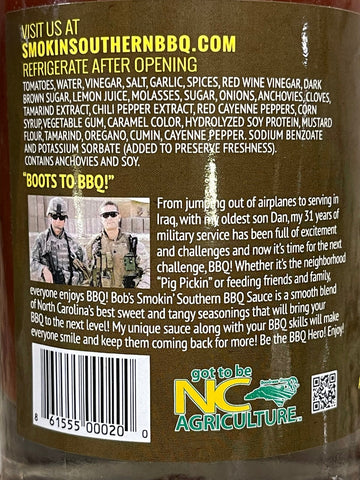 VISIT US AT
SMOKINSOUTHERNBBQ.COM
REFRIGERATE AFTER OPENING
TOMATOES, WATER, VINEGAR, SALT, GARLIC, SPICES, RED WINE VINEGAR, DARK
BROWN SUGAR, LEMON JUICE, MOLASSES, SUGAR, ONIONS, ANCHOVIES, CLOVES,
TAMARIND EXTRACT, CHILI PEPPER EXTRACT, RED CAYENNE PEPPERS, CORN
SYRUP, VEGETABLE GUM, CARAMEL COLOR, HYDROLYZED SOY PROTEIN, MUSTARD
FLOUR, TAMARIND, OREGANO, CUMIN, CAYENNE PEPPER. SODIUM BENZOATE
AND POTASSIUM SORBATE (ADDED TO PRESERVE FRESHNESS).
CONTAINS ANCHOVIES AND SOY.
"BOOTS TO BBQ!"
From jumping out of airplanes to serving in
Iraq, with my oldest son Dan, my 31 years of
military service has been full of excitement
and challenges and now it's time for the next
challenge, BBQ! Whether it's the neighborhood
"Pig Pickin" or feeding friends and family,
everyone enjoys BBQ! Bob's Smokin' Southern BBQ Sauce is a smooth blend
of North Carolina's best sweet and tangy seasonings that will bring your
BBQ to the next level! My unique sauce along with your BBQ skills will make
everyone smile and keep them coming back for more! Be the BBQ Hero! Enjoy!
got to be
NC
AGRICULTURE™
8 61555 00020 0